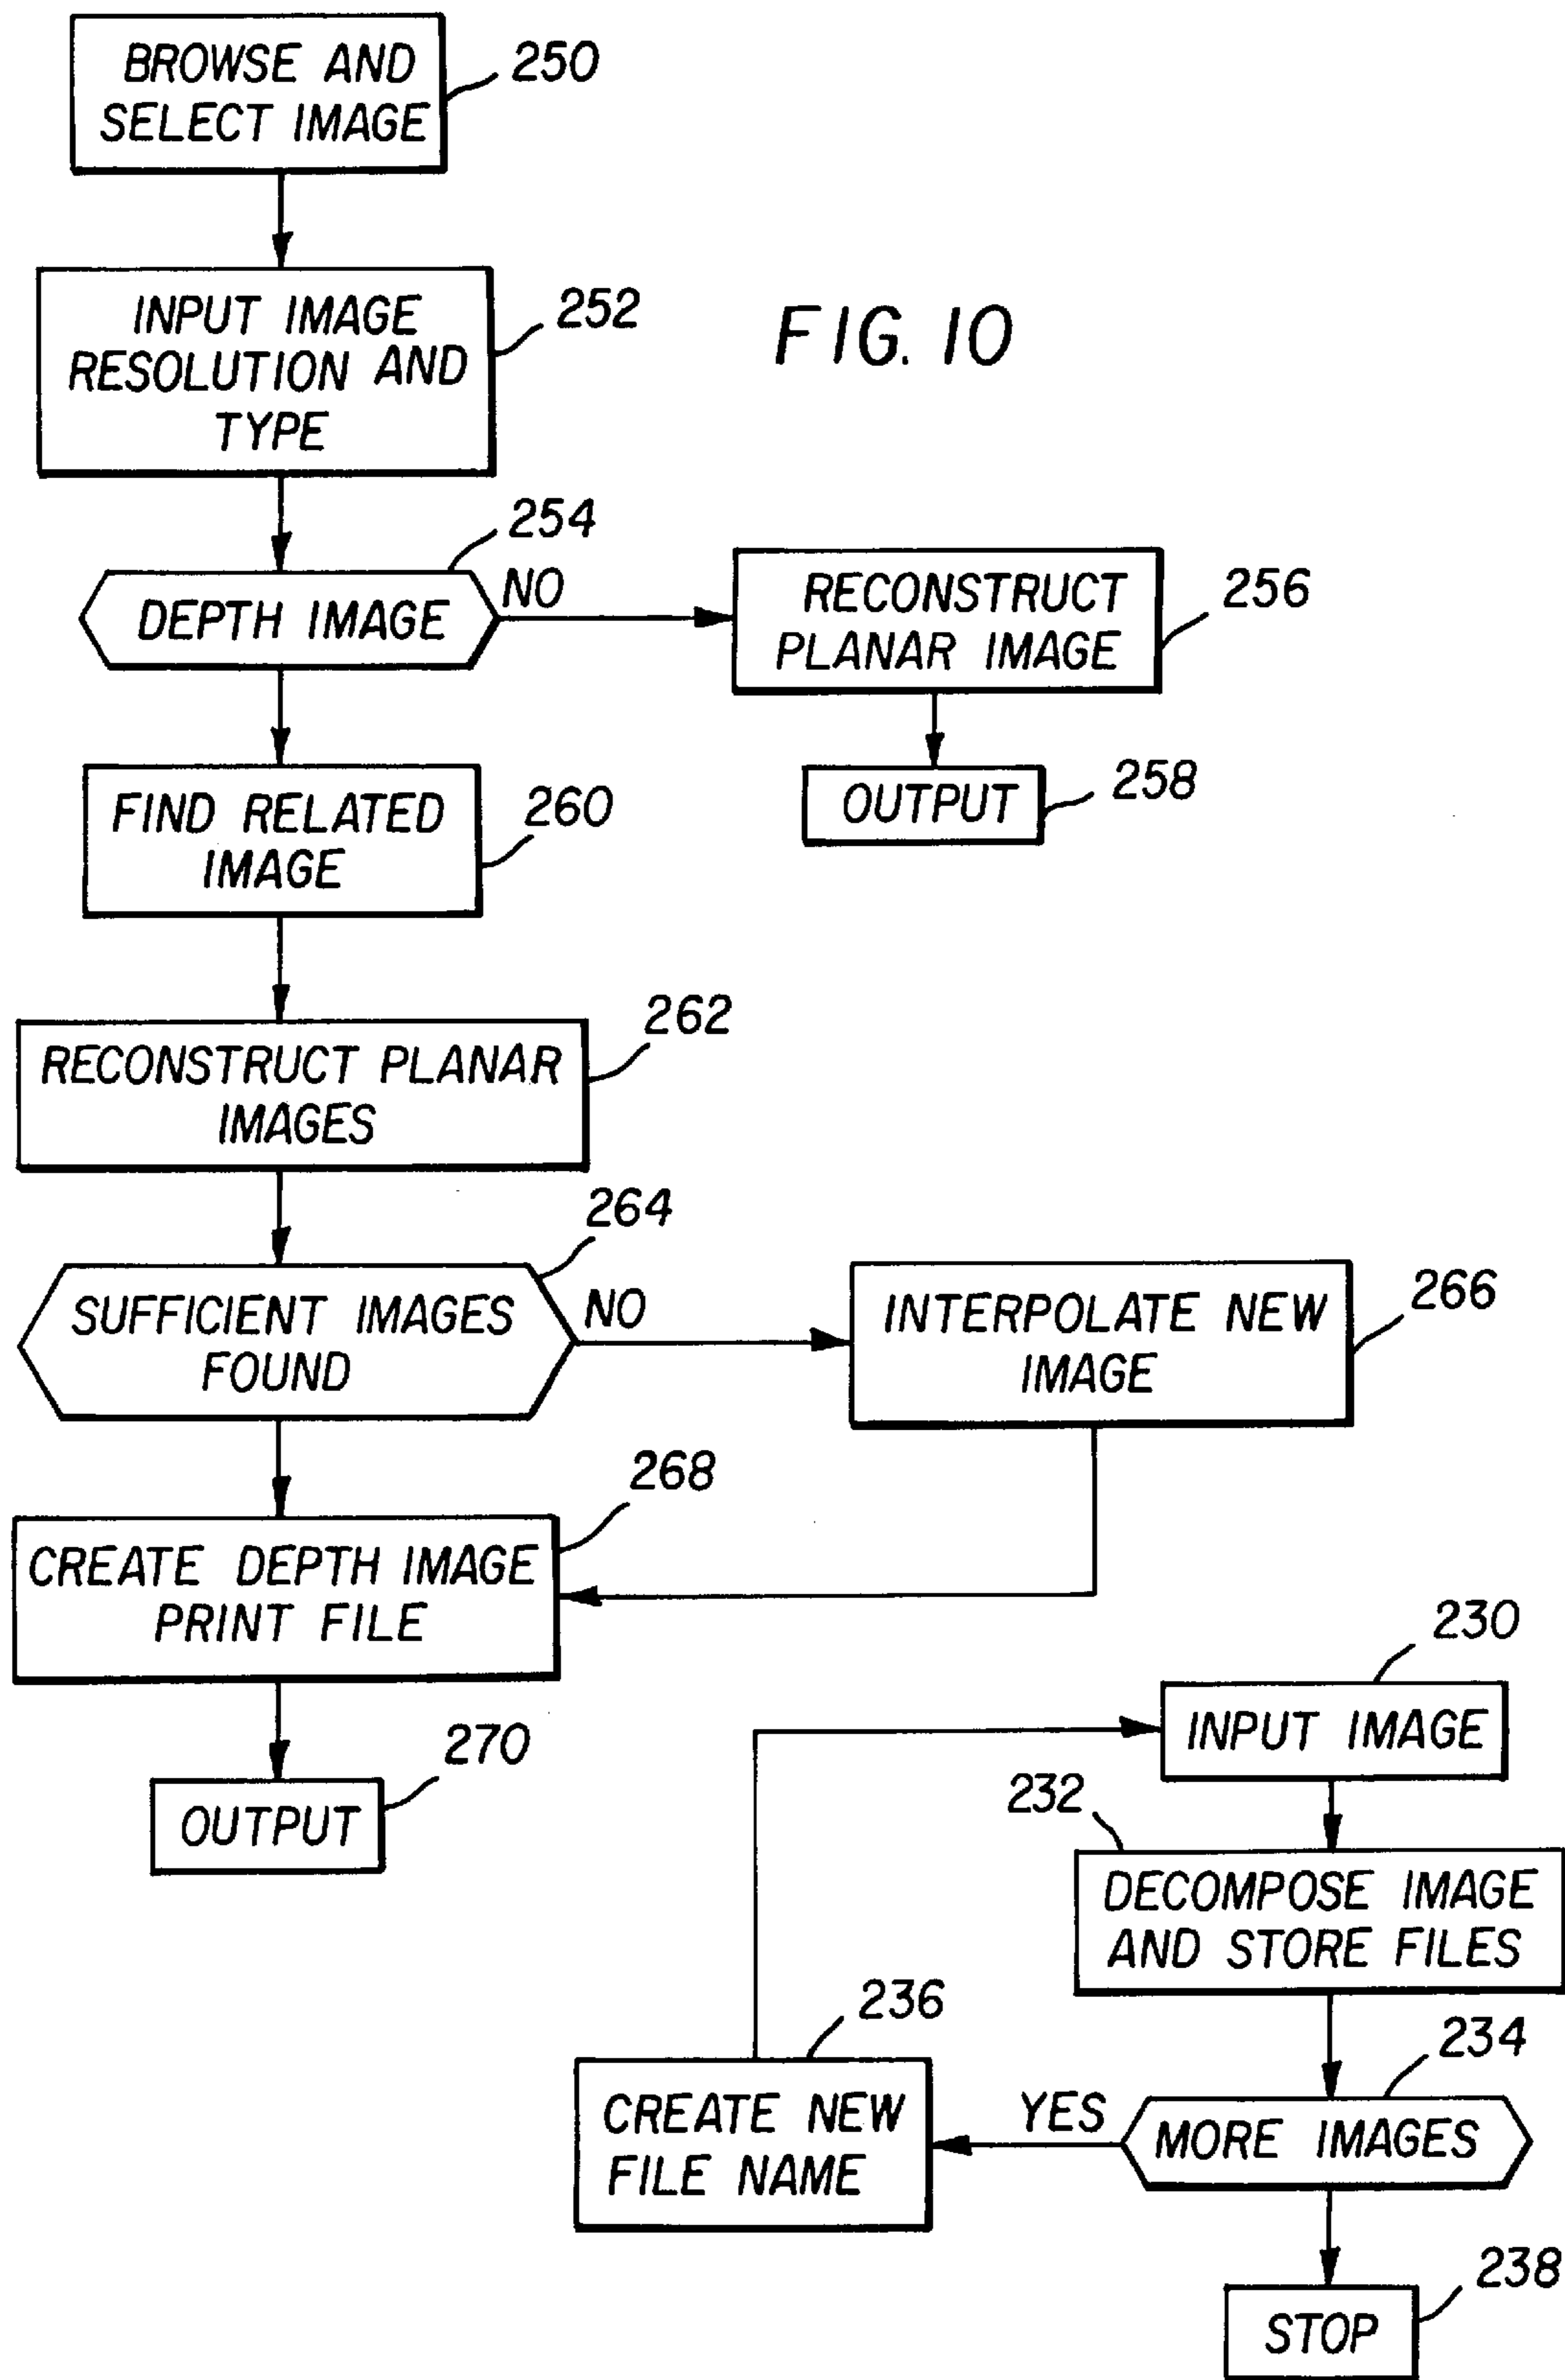 BROWSE AND
SELECT IMAGE
250
INPUT IMAGE
RESOLUTION AND
TYPE
252
FIG. 10
254
DEPTH IMAGE
NO
RECONSTRUCT
PLANAR IMAGE
256
OUTPUT
258
FIND RELATED
IMAGE
260
RECONSTRUCT PLANAR
IMAGES
262
264
SUFFICIENT IMAGES
FOUND
NO
INTERPOLATE NEW
IMAGE
266
268
CREATE DEPTH IMAGE
PRINT FILE
270
OUTPUT
230
INPUT IMAGE
232
DECOMPOSE IMAGE
AND STORE FILES
234
MORE IMAGES
YES
236
CREATE NEW
FILE NAME
238
STOP